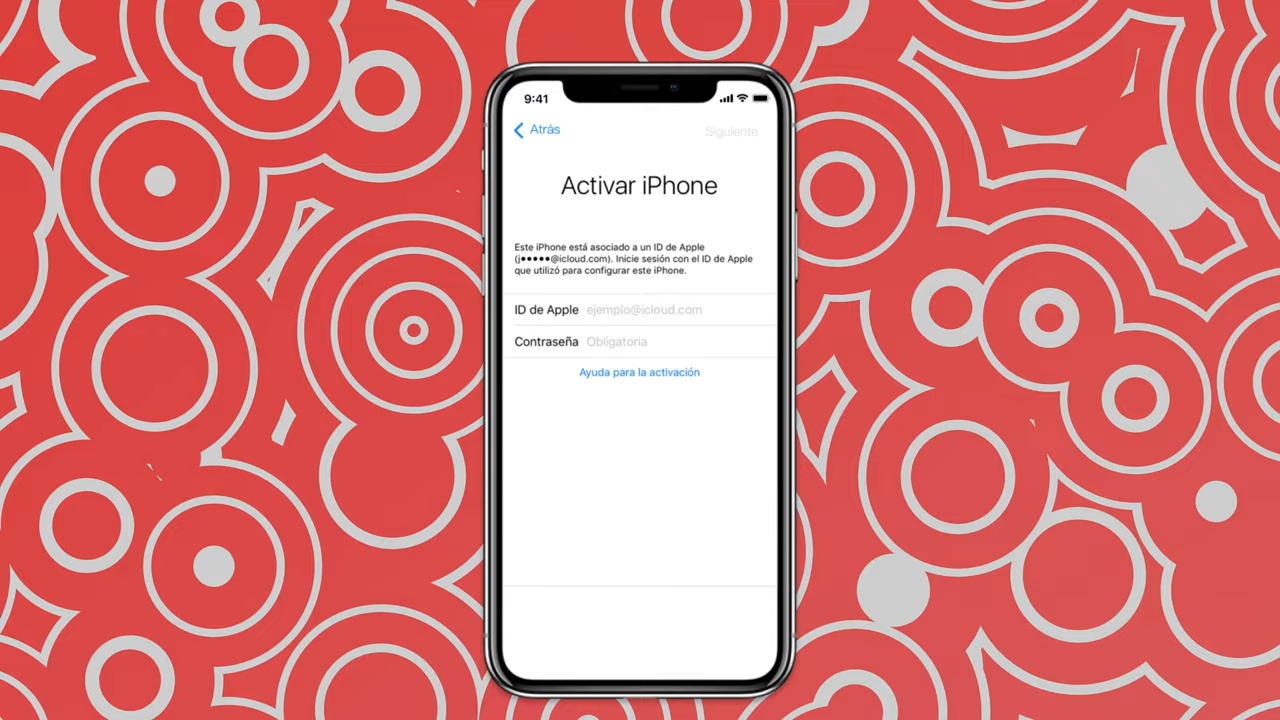 9:41
Atrás
Siguiente
Activar iPhone
Este iPhone está asociado a un ID de Apple
(j•••••@icloud.com). Inicie sesión con el ID de Apple
que utilizó para configurar este iPhone.
ID de Apple ejemplo@icloud.com
Contraseña Obligatoria
Ayuda para la activación